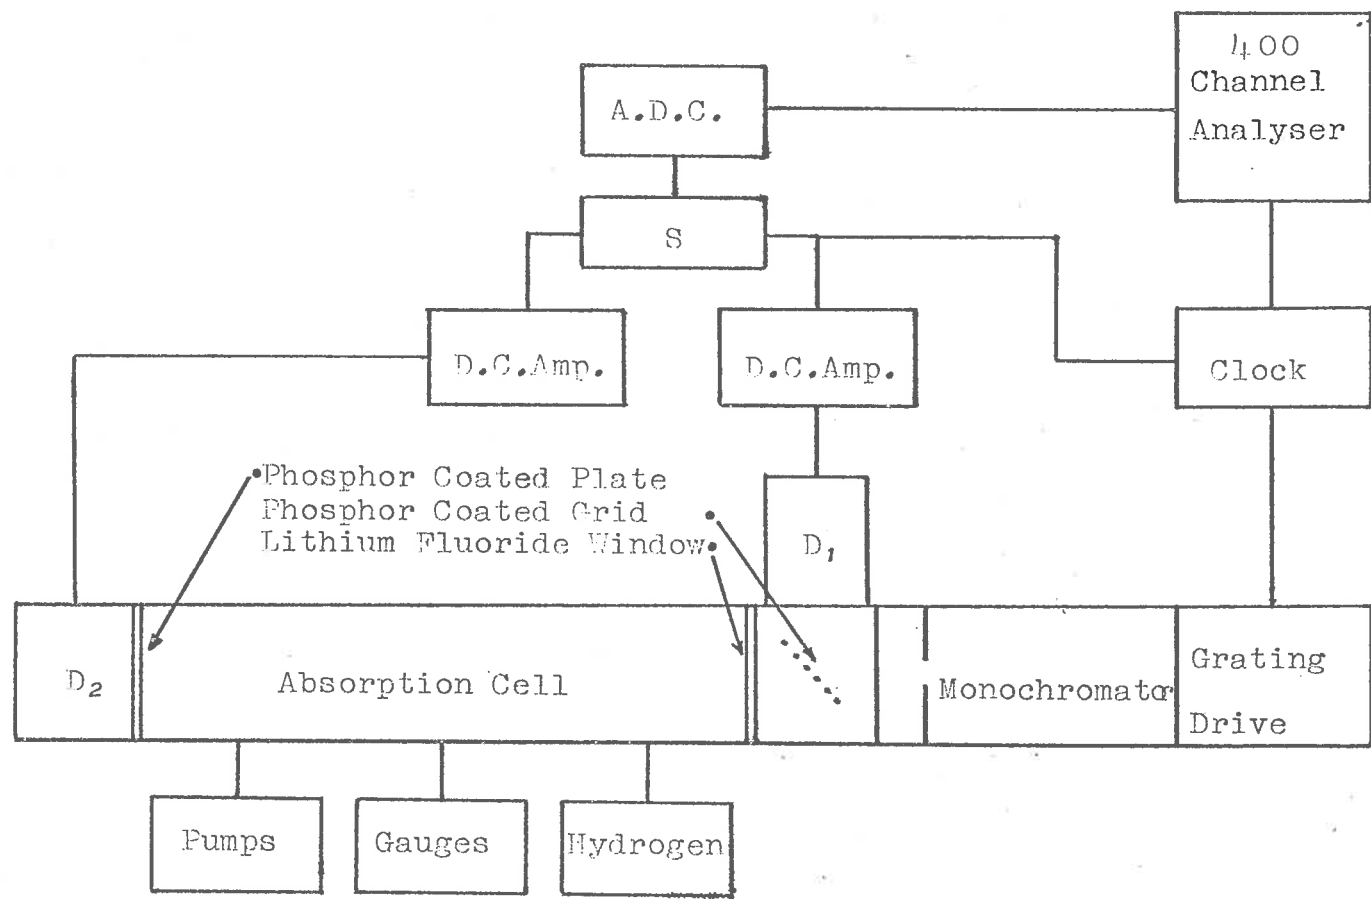 400
Channel
Analyser
A.D.C.
S
D.C.Amp.
D.C.Amp.
Clock
Phosphor Coated Plate
Phosphor Coated Grid
Lithium Fluoride Window
D1
D2
Absorption Cell
Monochromator
Grating
Drive
Pumps
Gauges
Hydrogen